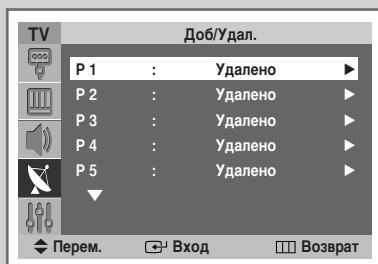 TV Доб/Удал.
P 1 : Удалено ▶
P 2 : Удалено ▶
P 3 : Удалено ▶
P 4 : Удалено ▶
P 5 : Удалено ▶
▼
Перем. Вход Возврат